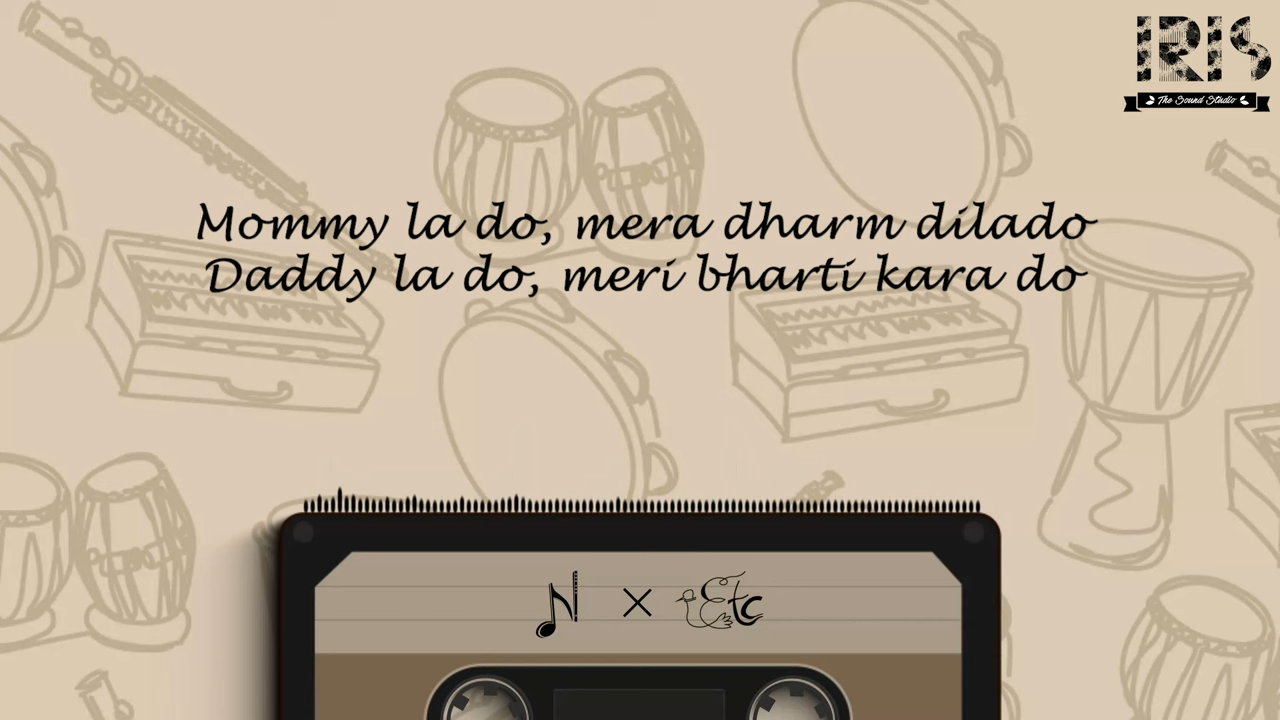 IRIS
The Sound Studio
Mommy la do, mera dharm dilado
Daddy la do, meri bharti kara do
N X Etc